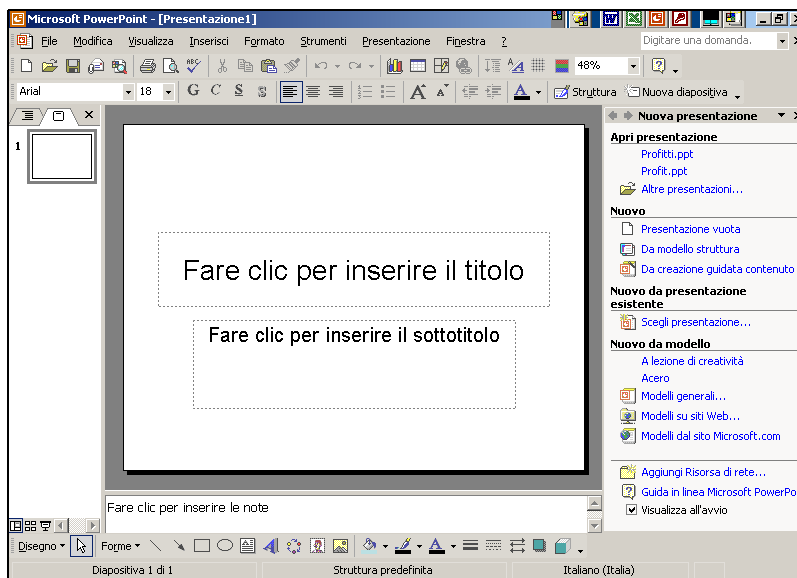 Microsoft PowerPoint - [Presentazione1]
File Modifica Visualizza Inserisci Formato Strumenti Presentazione Finestra ?
Digitare una domanda.
48%
Arial 18 G C S S
Struttura Nuova diapositiva
Nuova presentazione
Apri presentazione
Profitti.ppt
Profit.ppt
Altre presentazioni...
Nuovo
Presentazione vuota
Da modello struttura
Da creazione guidata contenuto
Nuovo da presentazione
esistente
Scegli presentazione...
Nuovo da modello
A lezione di creatività
Acero
Modelli generali...
Modelli su siti Web...
Modelli dal sito Microsoft.com
Aggiungi Risorsa di rete...
Guida in linea Microsoft PowerPo
Visualizza all'avvio
1
Fare clic per inserire il titolo
Fare clic per inserire il sottotitolo
Fare clic per inserire le note
Disegno Forme
Diapositiva 1 di 1 Struttura predefinita Italiano (Italia)